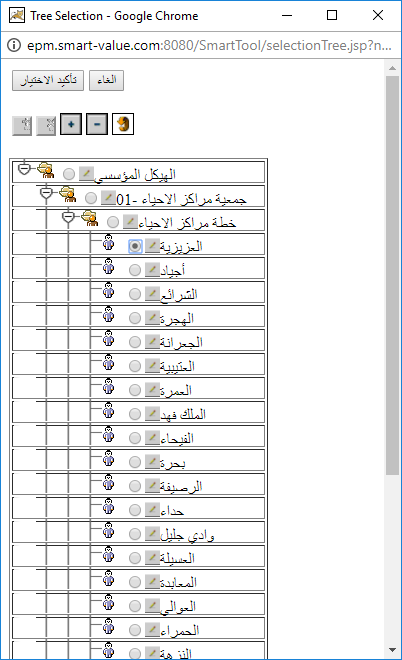 Tree Selection - Google Chrome
epm.smart-value.com:8080/SmartTool/selectionTree.jsp?n...
تأكيد الاختيار الغاء
الهيكل المؤسسي
01- جمعية مراكز الاحياء
خطة مراكز الاحياء
العزيزية
أجياد
الشرائع
الهجرة
الجعرانة
العتيبية
العمرة
الملك فهد
الفيحاء
بحرة
الرصيفة
حداء
وادي جليل
العسيلة
المعابدة
العوالي
الحمراء
النزهة